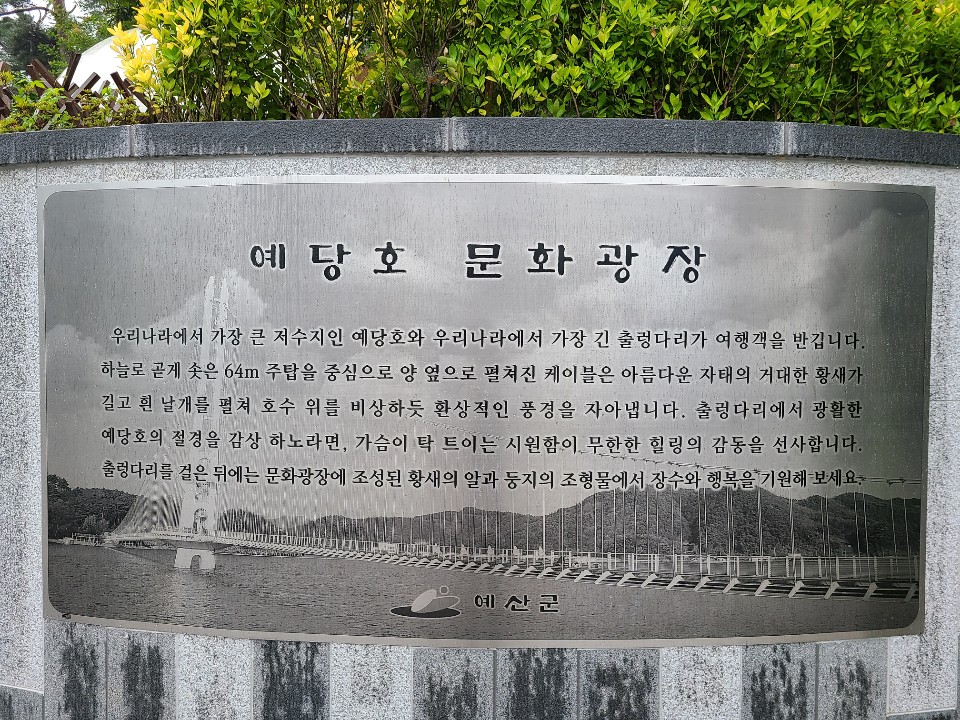 예당호 문화광장
우리나라에서 가장 큰 저수지인 예당호와 우리나라에서 가장 긴 출렁다리가 여행객을 반깁니다.
하늘로 곧게 솟은 64m 주탑을 중심으로 양 옆으로 펼쳐진 케이블은 아름다운 자태의 거대한 황새가
길고 흰 날개를 펼쳐 호수 위를 비상하듯 환상적인 풍경을 자아냅니다. 출렁다리에서 광활한
예당호의 절경을 감상 하노라면, 가슴이 탁 트이는 시원함이 무한한 힐링의 감동을 선사합니다.
출렁다리를 걸은 뒤에는 문화광장에 조성된 황새의 알과 둥지의 조형물에서 장수와 행복을 기원해 보세요.
예산군